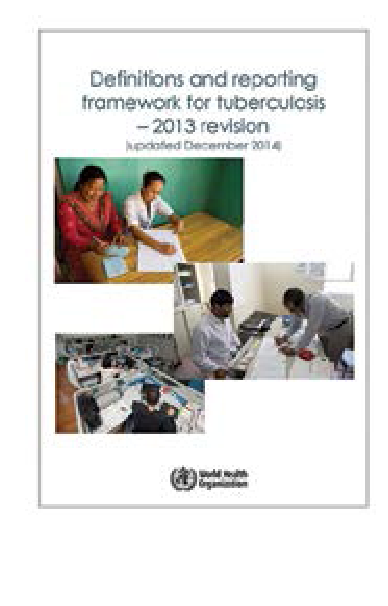 Definitions and reporting
framework for tuberculosis
– 2013 revision
(updated December 2014)
World Health
Organization